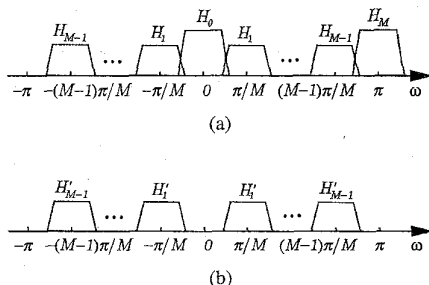 H_{M-1} ... H_1 H_0 H_1 ... H_{M-1} H_M
-π -(M-1)π/M -π/M 0 π/M (M-1)π/M π ω
(a)
H'_{M-1} ... H'_1 H'_1 ... H'_{M-1}
-π -(M-1)π/M -π/M 0 π/M (M-1)π/M π ω
(b)